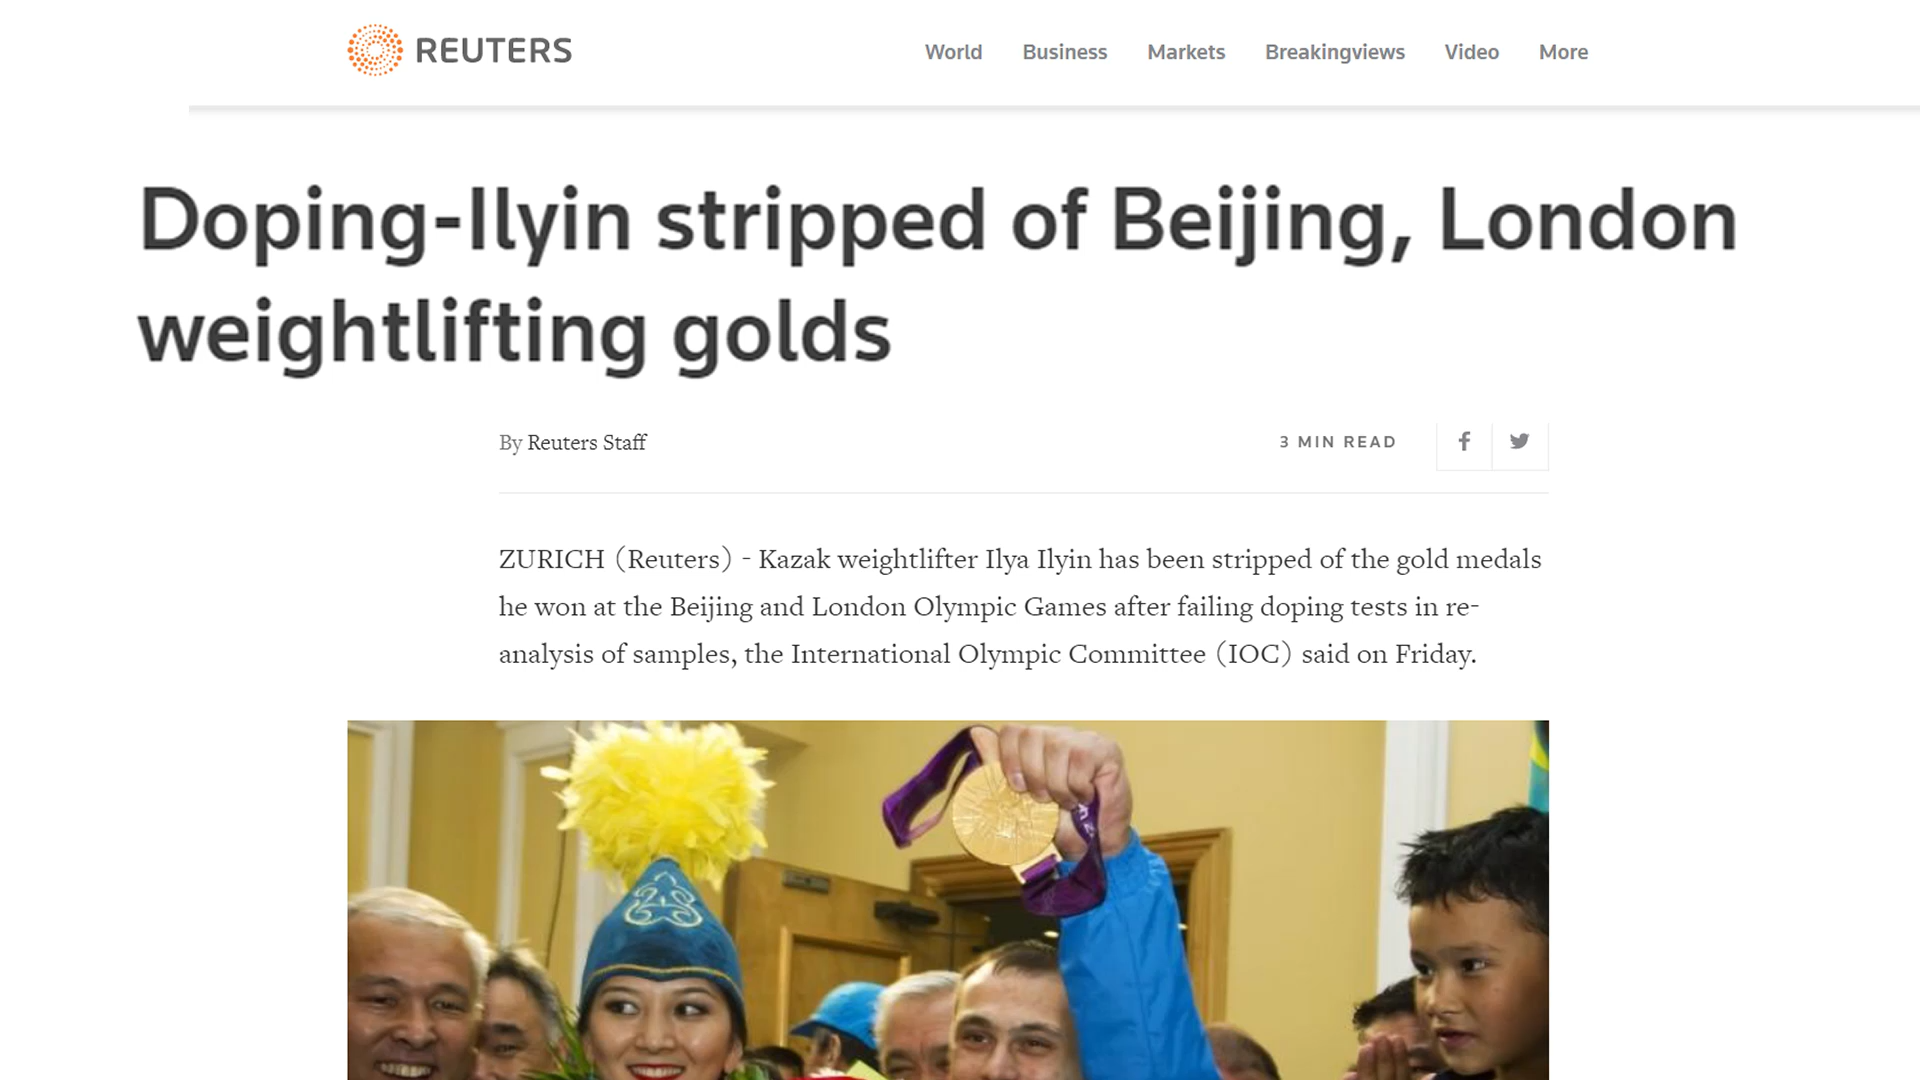 REUTERS
World Business Markets Breakingviews Video More
Doping-Ilyin stripped of Beijing, London
weightlifting golds
By Reuters Staff
3 MIN READ
ZURICH (Reuters) - Kazak weightlifter Ilya Ilyin has been stripped of the gold medals
he won at the Beijing and London Olympic Games after failing doping tests in re-
analysis of samples, the International Olympic Committee (IOC) said on Friday.